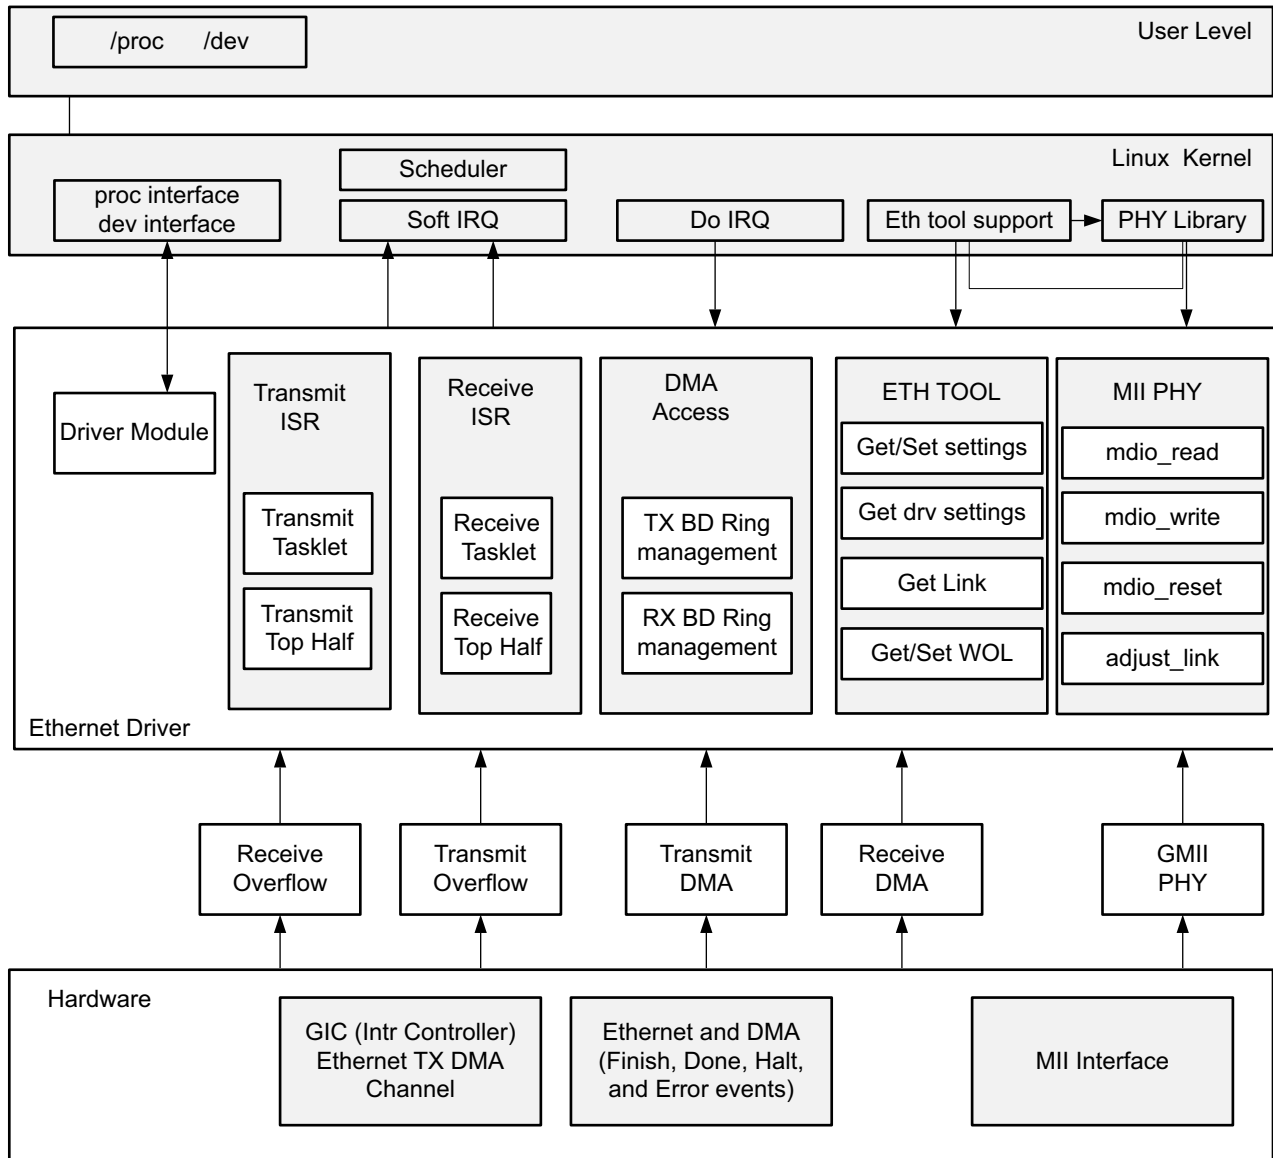 /proc /dev
User Level
Linux Kernel
Scheduler
proc interface
dev interface
Soft IRQ
Do IRQ
Eth tool support
PHY Library
Driver Module
Transmit
ISR
Transmit
Tasklet
Transmit
Top Half
Receive
ISR
Receive
Tasklet
Receive
Top Half
DMA
Access
TX BD Ring
management
RX BD Ring
management
ETH TOOL
Get/Set settings
Get drv settings
Get Link
Get/Set WOL
MII PHY
mdio_read
mdio_write
mdio_reset
adjust_link
Ethernet Driver
Receive
Overflow
Transmit
Overflow
Transmit
DMA
Receive
DMA
GMII
PHY
Hardware
GIC (Intr Controller)
Ethernet TX DMA
Channel
Ethernet and DMA
(Finish, Done, Halt,
and Error events)
MII Interface